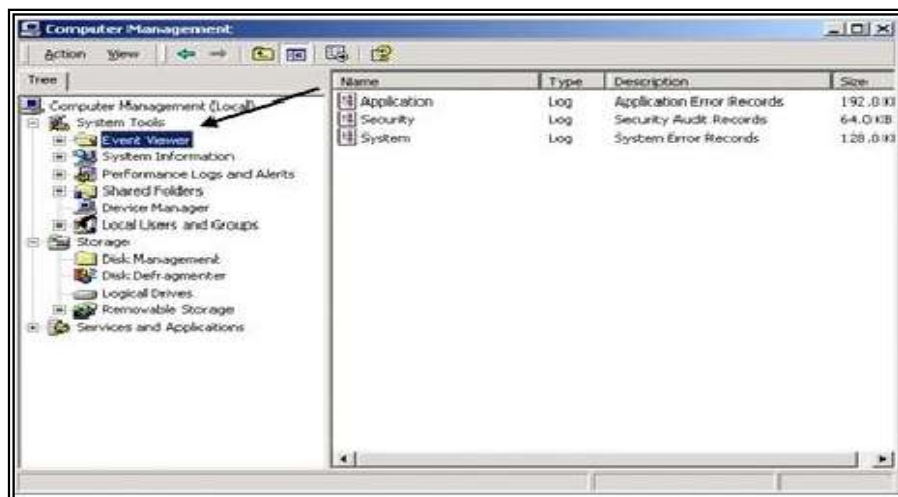 Computer Management
Action View
Tree
Computer Management (Local)
System Tools
Event Viewer
System Information
Performance Logs and Alerts
Shared Folders
Device Manager
Local Users and Groups
Storage
Disk Management
Disk Defragmenter
Logical Drives
Removable Storage
Services and Applications
Name Type Description Size
Application Log Application Error Records 192.0 KB
Security Log Security Audit Records 64.0 KB
System Log System Error Records 128.0 KB